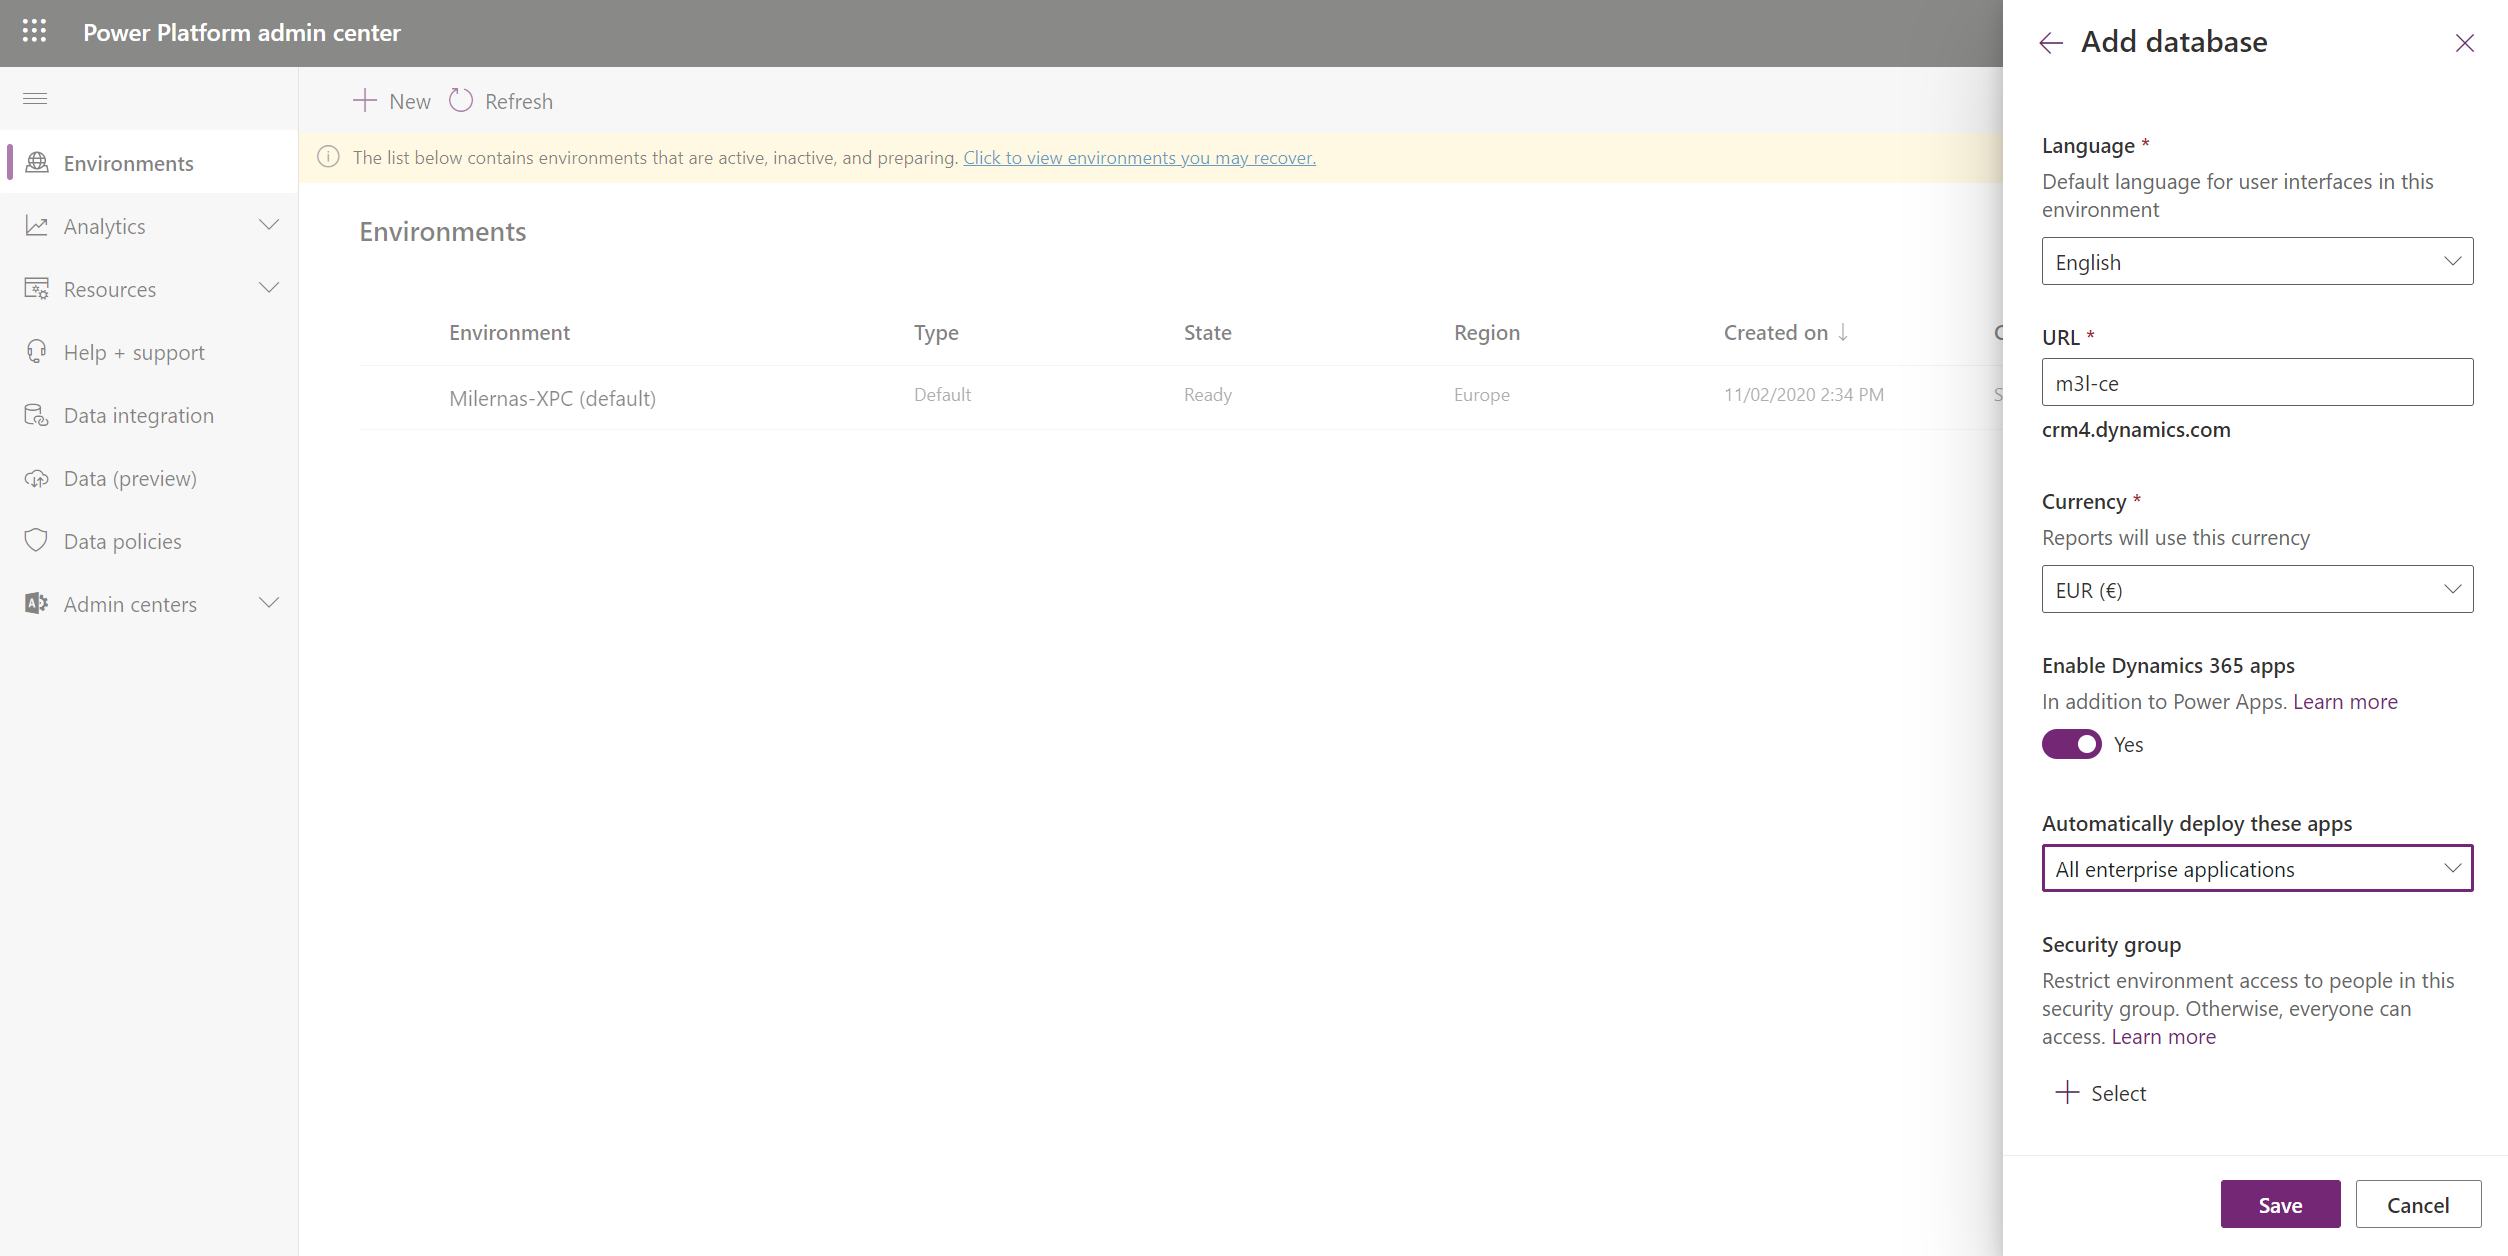 Power Platform admin center
New
Refresh
The list below contains environments that are active, inactive, and preparing. Click to view environments you may recover.
Environments
Analytics
Resources
Help + support
Data integration
Data (preview)
Data policies
Admin centers
Environments
Environment Type State Region Created on
Milernas-XPC (default) Default Ready Europe 11/02/2020 2:34 PM
Add database
Language *
Default language for user interfaces in this
environment
English
URL *
m3l-ce
crm4.dynamics.com
Currency *
Reports will use this currency
EUR (€)
Enable Dynamics 365 apps
In addition to Power Apps. Learn more
Yes
Automatically deploy these apps
All enterprise applications
Security group
Restrict environment access to people in this
security group. Otherwise, everyone can
access. Learn more
Select
Save
Cancel